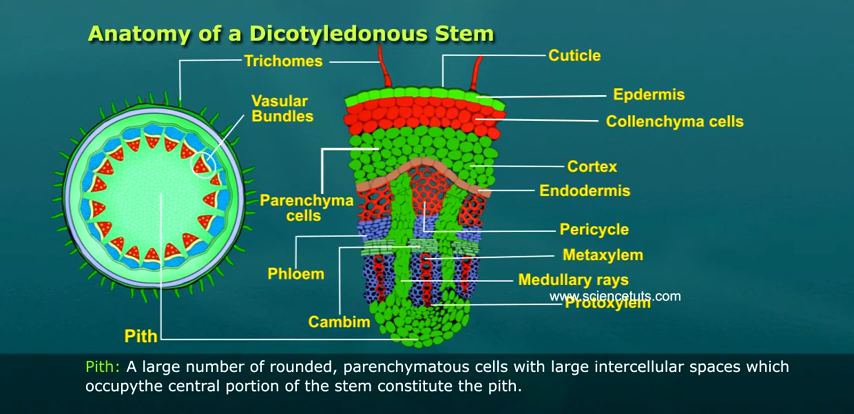 Anatomy of a Dicotyledonous Stem
Trichomes
Cuticle
Vasular
Bundles
Epdermis
Collenchyma cells
Cortex
Endodermis
Parenchyma
cells
Pericycle
Metaxylem
Phloem
Medullary rays
www.sciencetuts.com
Protoxylem
Cambim
Pith
Pith: A large number of rounded, parenchymatous cells with large intercellular spaces which
occupythe central portion of the stem constitute the pith.